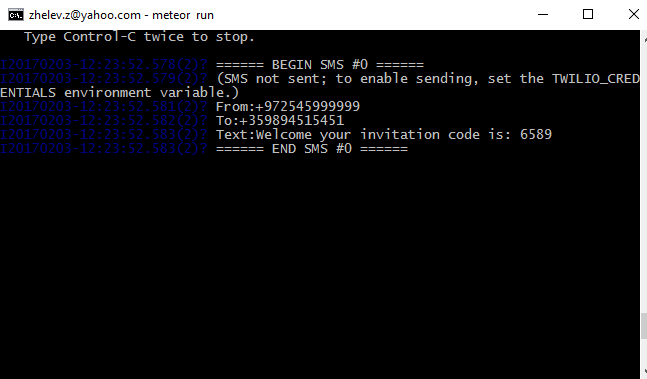 zhelev.z@yahoo.com - meteor run
Type Control-C twice to stop.
I20170203-12:23:52.578(2)? ====== BEGIN SMS #0 ======
I20170203-12:23:52.579(2)? (SMS not sent; to enable sending, set the TWILIO_CRED
ENTIALS environment variable.)
I20170203-12:23:52.581(2)? From:+972545999999
I20170203-12:23:52.582(2)? To:+359894515451
I20170203-12:23:52.583(2)? Text:Welcome your invitation code is: 6589
I20170203-12:23:52.583(2)? ====== END SMS #0 ======